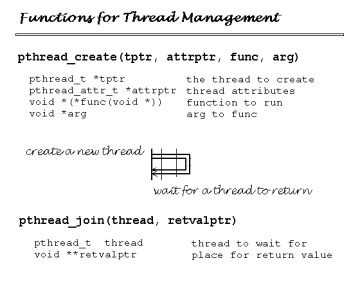 Functions for Thread Management
pthread_create(tptr, attrptr, func, arg)
pthread_t *tptr the thread to create
pthread_attr_t *attrptr thread attributes
void *(*func(void *)) function to run
void *arg arg to func
create a new thread
wait for a thread to return
pthread_join(thread, retvalptr)
pthread_t thread thread to wait for
void **retvalptr place for return value